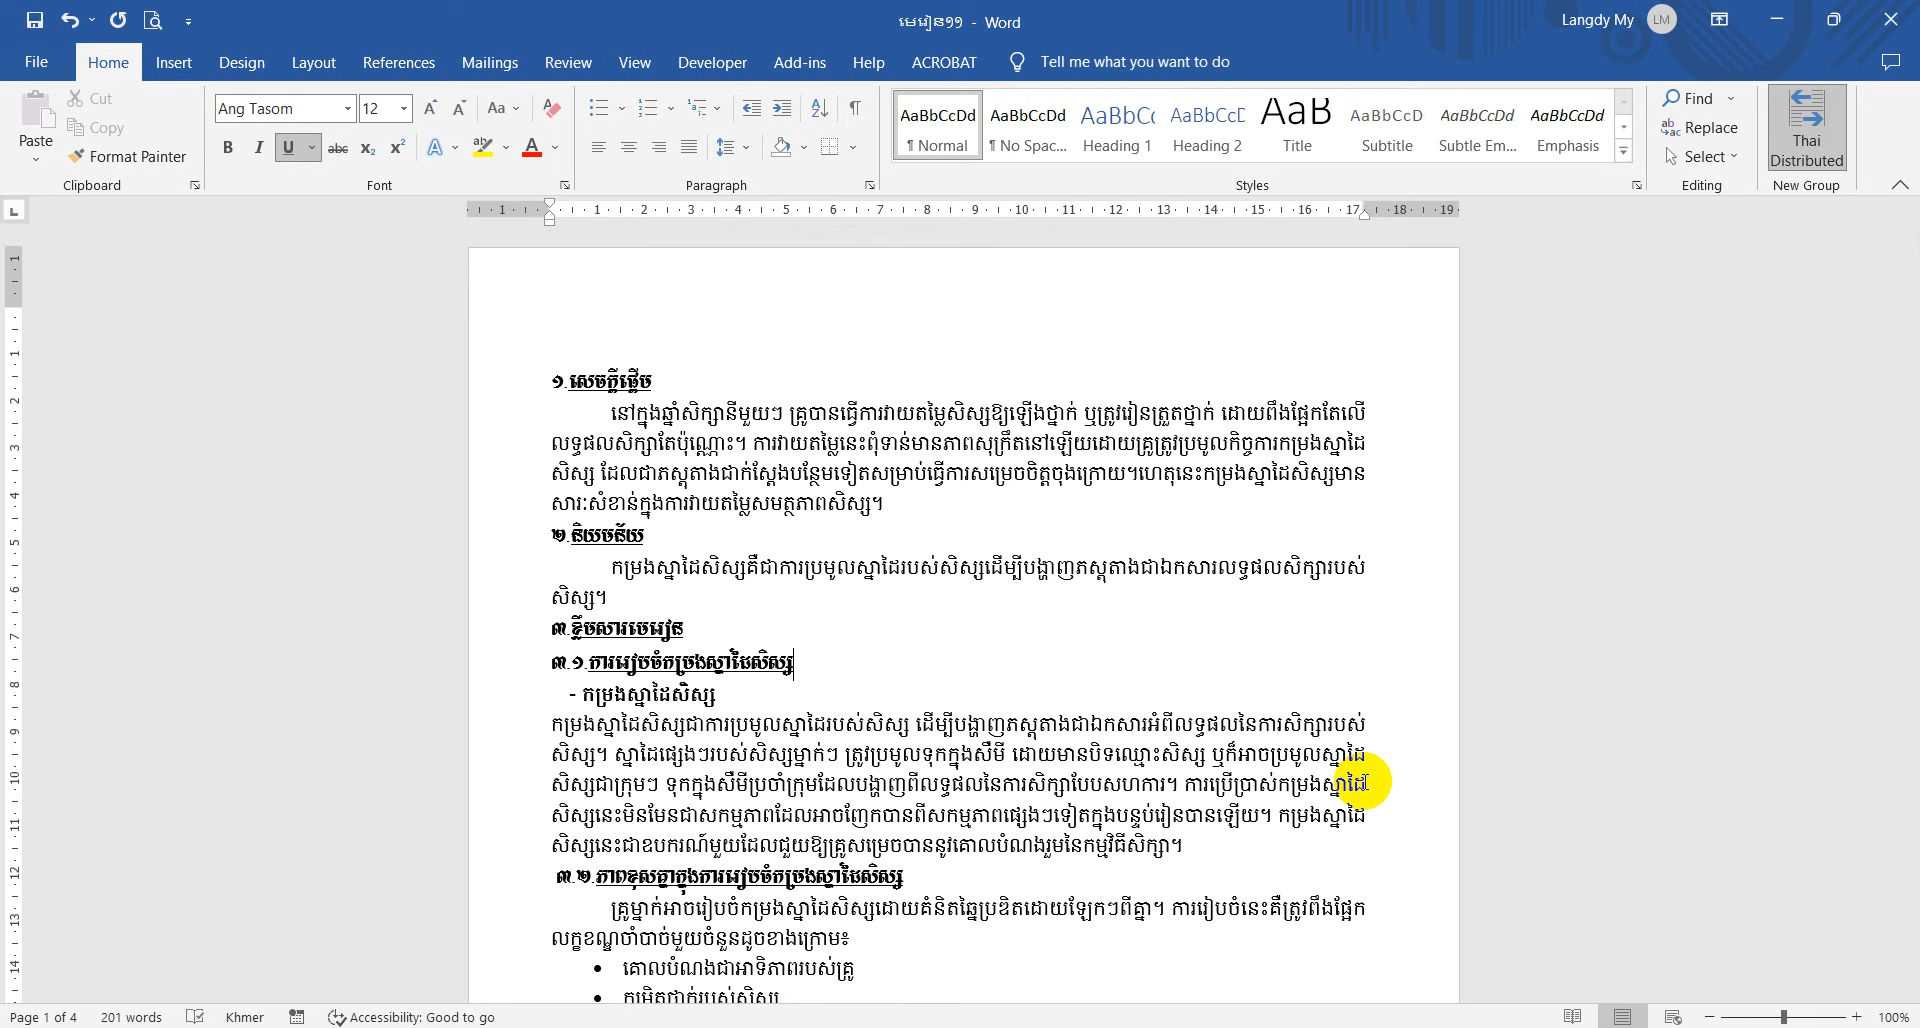 មេរៀន១១ - Word
Langdy My
LM
File
Home
Insert
Design
Layout
References
Mailings
Review
View
Developer
Add-ins
Help
ACROBAT
Tell me what you want to do
Paste
Cut
Copy
Format Painter
Clipboard
Ang Tasom
12
Font
Paragraph
AaBbCcDd
¶ Normal
AaBbCcDd
¶ No Spac...
AaBbCc
Heading 1
AaBbCcD
Heading 2
AaB
Title
AaBbCcD
Subtitle
AaBbCcDd
Subtle Em...
AaBbCcDd
Emphasis
Styles
Find
Replace
Select
Editing
Thai
Distributed
New Group
១.សេចក្តីផ្តើម
នៅក្នុងឆ្នាំសិក្សានីមួយៗ គ្រូបានធ្វើការវាយតម្លៃសិស្សឱ្យឡើងថ្នាក់ ឬត្រូវរៀនត្រួតថ្នាក់ ដោយពឹងផ្អែកតែលើ
លទ្ធផលសិក្សាតែប៉ុណ្ណោះ។ ការវាយតម្លៃនេះពុំទាន់មានភាពសុក្រឹតនៅឡើយដោយគ្រូត្រូវប្រមូលកិច្ចការកម្រងស្នាដៃ
សិស្ស ដែលជាភស្តុតាងជាក់ស្តែងបន្ថែមទៀតសម្រាប់ធ្វើការសម្រេចចិត្តចុងក្រោយ។ហេតុនេះកម្រងស្នាដៃសិស្សមាន
សារៈសំខាន់ក្នុងការវាយតម្លៃសមត្ថភាពសិស្ស។
២.និយមន័យ
កម្រងស្នាដៃសិស្សគឺជាការប្រមូលស្នាដៃរបស់សិស្សដើម្បីបង្ហាញភស្តុតាងជាឯកសារលទ្ធផលសិក្សារបស់
សិស្ស។
៣.ខ្លឹមសារមេរៀន
៣.១.ការរៀបចំកម្រងស្នាដៃសិស្ស
- កម្រងស្នាដៃសិស្ស
កម្រងស្នាដៃសិស្សជាការប្រមូលស្នាដៃរបស់សិស្ស ដើម្បីបង្ហាញភស្តុតាងជាឯកសារអំពីលទ្ធផលនៃការសិក្សារបស់
សិស្ស។ ស្នាដៃផ្សេងៗរបស់សិស្សម្នាក់ៗ ត្រូវប្រមូលទុកក្នុងសឺមី ដោយមានបិទឈ្មោះសិស្ស ឬក៏អាចប្រមូលស្នាដៃ
សិស្សជាក្រុមៗ ទុកក្នុងសឺមីប្រចាំក្រុមដែលបង្ហាញពីលទ្ធផលនៃការសិក្សាបែបសហការ។ ការប្រើប្រាស់កម្រងស្នាដៃ
សិស្សនេះមិនមែនជាសកម្មភាពដែលអាចញែកបានពីសកម្មភាពផ្សេងៗទៀតក្នុងបន្ទប់រៀនបានឡើយ។ កម្រងស្នាដៃ
សិស្សនេះជាឧបករណ៍មួយដែលជួយឱ្យគ្រូសម្រេចបាននូវគោលបំណងរួមនៃកម្មវិធីសិក្សា។
៣.២.ភាពខុសគ្នាក្នុងការរៀបចំកម្រងស្នាដៃសិស្ស
គ្រូម្នាក់អាចរៀបចំកម្រងស្នាដៃសិស្សដោយគំនិតច្នៃប្រឌិតដោយឡែកៗពីគ្នា។ ការរៀបចំនេះគឺត្រូវពឹងផ្អែក
លក្ខខណ្ឌចាំបាច់មួយចំនួនដូចខាងក្រោម៖
• គោលបំណងជាអាទិភាពរបស់គ្រូ
• កម្រិតថ្នាក់របស់សិស្ស
Page 1 of 4
201 words
Khmer
Accessibility: Good to go
100%